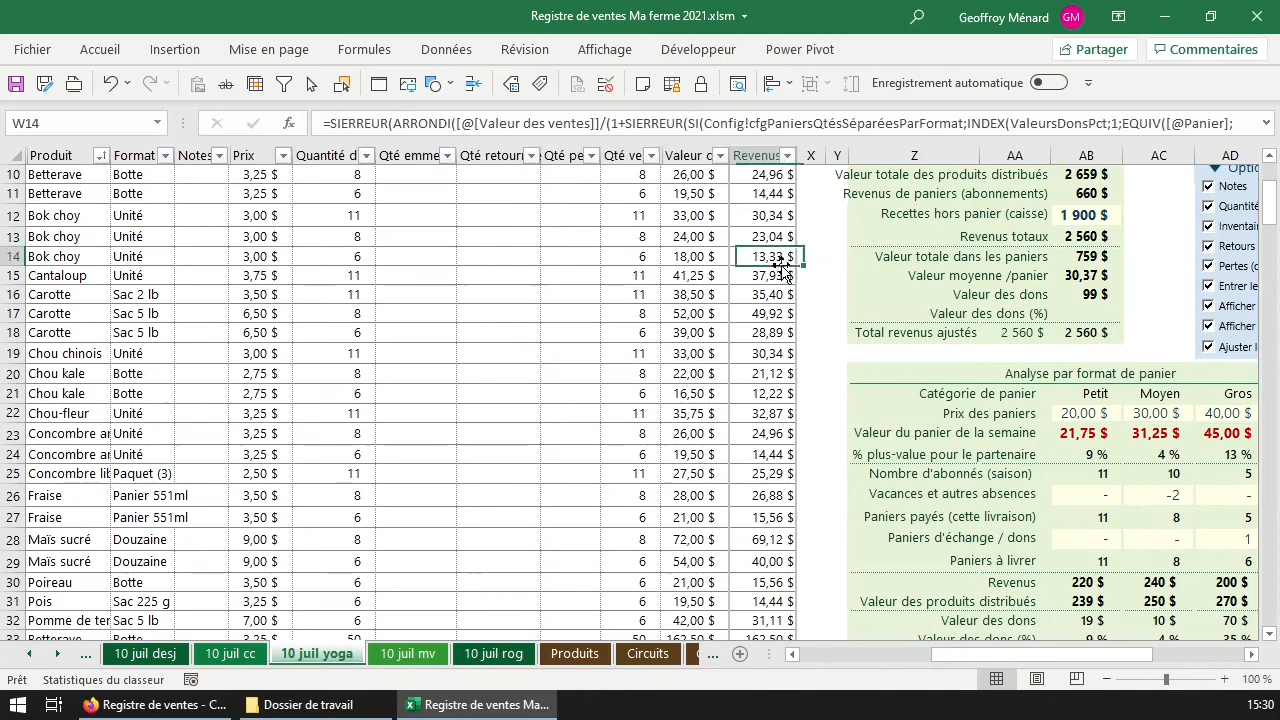 Registre de ventes Ma ferme 2021.xlsm
Geoffroy Ménard GM
Fichier Accueil Insertion Mise en page Formules Données Révision Affichage Développeur Power Pivot Partager Commentaires
Enregistrement automatique
W14 fx =SIERREUR(ARRONDI([@[Valeur des ventes]]/(1+SIERREUR(SI(Config!cfgPaniersQtésSéparéesParFormat;INDEX(ValeursDonsPct;1;EQUIV([@Panier];
Produit Format Notes Prix Quantité d Qté emme Qté retourn Qté pe Qté ve Valeur d Revenus X Y Z AA AB AC AD
10 Betterave Botte 3,25 $ 8 8 26,00 $ 24,96 $ Valeur totale des produits distribués 2 659 $
11 Betterave Botte 3,25 $ 6 6 19,50 $ 14,44 $ Revenus de paniers (abonnements) 660 $ Notes
12 Bok choy Unité 3,00 $ 11 11 33,00 $ 30,34 $ Recettes hors panier (caisse) 1 900 $ Quantité
13 Bok choy Unité 3,00 $ 8 8 24,00 $ 23,04 $ Revenus totaux 2 560 $ Inventai
14 Bok choy Unité 3,00 $ 6 6 18,00 $ 13,33 $ Valeur totale dans les paniers 759 $ Retours
15 Cantaloup Unité 3,75 $ 11 11 41,25 $ 37,93 $ Valeur moyenne /panier 30,37 $ Pertes (c
16 Carotte Sac 2 lb 3,50 $ 11 11 38,50 $ 35,40 $ Valeur des dons 99 $ Entrer le
17 Carotte Sac 5 lb 6,50 $ 8 8 52,00 $ 49,92 $ Valeur des dons (%) Afficher
18 Carotte Sac 5 lb 6,50 $ 6 6 39,00 $ 28,89 $ Total revenus ajustés 2 560 $ 2 560 $ Afficher
19 Chou chinois Unité 3,00 $ 11 11 33,00 $ 30,34 $ Ajuster l
20 Chou kale Botte 2,75 $ 8 8 22,00 $ 21,12 $ Analyse par format de panier
21 Chou kale Botte 2,75 $ 6 6 16,50 $ 12,22 $ Catégorie de panier Petit Moyen Gros
22 Chou-fleur Unité 3,25 $ 11 11 35,75 $ 32,87 $ Prix des paniers 20,00 $ 30,00 $ 40,00 $
23 Concombre an Unité 3,25 $ 8 8 26,00 $ 24,96 $ Valeur du panier de la semaine 21,75 $ 31,25 $ 45,00 $
24 Concombre an Unité 3,25 $ 6 6 19,50 $ 14,44 $ % plus-value pour le partenaire 9 % 4 % 13 %
25 Concombre lib Paquet (3) 2,50 $ 11 11 27,50 $ 25,29 $ Nombre d'abonnés (saison) 11 10 5
26 Fraise Panier 551ml 3,50 $ 8 8 28,00 $ 26,88 $ Vacances et autres absences - -2 -
27 Fraise Panier 551ml 3,50 $ 6 6 21,00 $ 15,56 $ Paniers payés (cette livraison) 11 8 5
28 Maïs sucré Douzaine 9,00 $ 8 8 72,00 $ 69,12 $ Paniers d'échange / dons - - 1
29 Maïs sucré Douzaine 9,00 $ 6 6 54,00 $ 40,00 $ Paniers à livrer 11 8 6
30 Poireau Botte 3,50 $ 6 6 21,00 $ 15,56 $ Revenus 220 $ 240 $ 200 $
31 Pois Sac 225 g 3,25 $ 6 6 19,50 $ 14,44 $ Valeur des produits distribués 239 $ 250 $ 270 $
32 Pomme de ter Sac 5 lb 7,00 $ 6 6 42,00 $ 31,11 $ Valeur des dons 19 $ 10 $ 70 $
33 Betterave Botte 3,25 $ 50 50 162,50 $ 162,50 $ Valeur des dons (%) 9 % 4 % 35 %
... 10 juil desj 10 juil cc 10 juil yoga 10 juil mv 10 juil rog Produits Circuits ...
Prêt Statistiques du classeur 100 %
Registre de ventes - C... Dossier de travail Registre de ventes Ma... 15:30